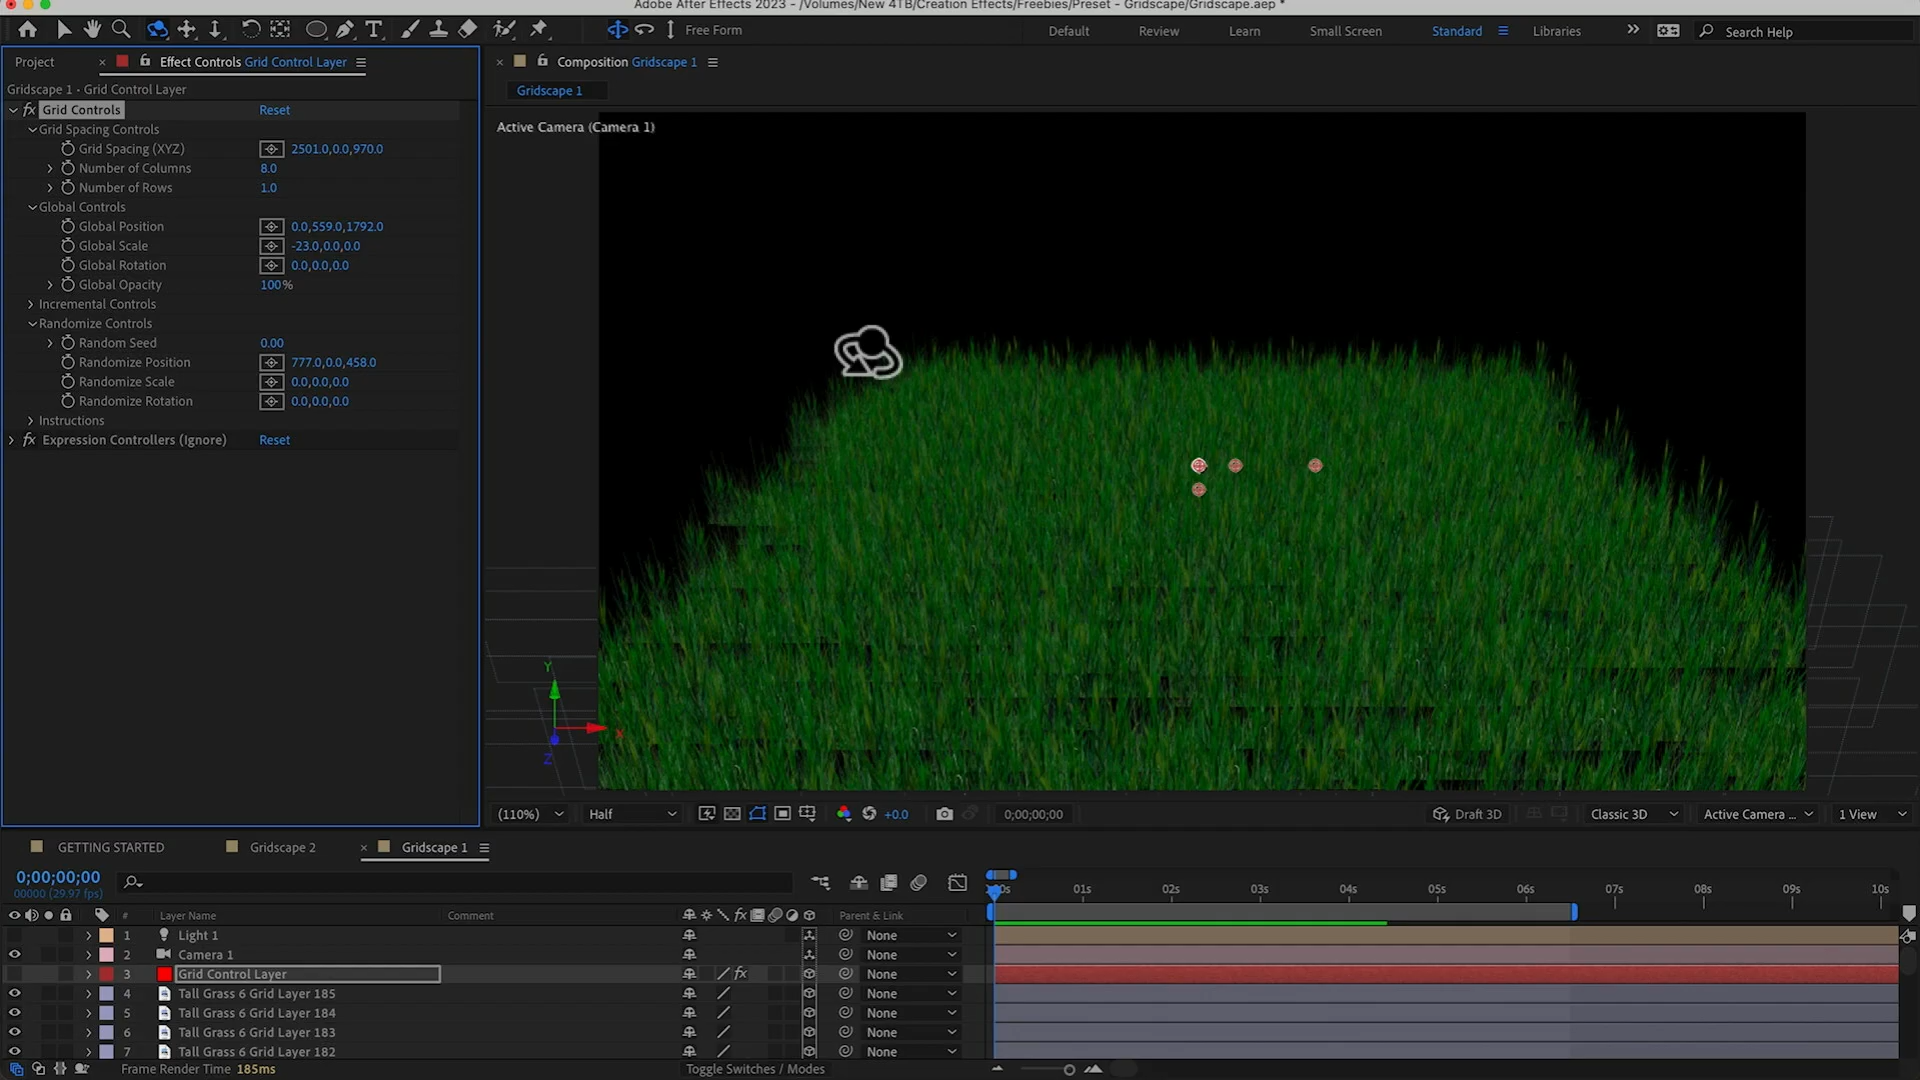 Adobe After Effects 2023 - /Volumes/New 4TB/Creation Effects/Freebies/Preset - Gridscape/Gridscape.aep *
Free Form
Default
Review
Learn
Small Screen
Standard
Libraries
Search Help
Project
Effect Controls Grid Control Layer
Composition Gridscape 1
Gridscape 1 · Grid Control Layer
Gridscape 1
fx Grid Controls Reset
Grid Spacing Controls
Active Camera (Camera 1)
Grid Spacing (XYZ) 2501.0,0.0,970.0
Number of Columns 8.0
Number of Rows 1.0
Global Controls
Global Position 0.0,559.0,1792.0
Global Scale -23.0,0.0,0.0
Global Rotation 0.0,0.0,0.0
Global Opacity 100%
Incremental Controls
Randomize Controls
Random Seed 0.00
Randomize Position 777.0,0.0,458.0
Randomize Scale 0.0,0.0,0.0
Randomize Rotation 0.0,0.0,0.0
Instructions
fx Expression Controllers (Ignore) Reset
Y
X
Z
(110%)
Half
+0.0
0;00;00;00
Draft 3D
Classic 3D
Active Camera ...
1 View
GETTING STARTED
Gridscape 2
Gridscape 1
0;00;00;00
00000 (29.97 fps)
01s 02s 03s 04s 05s 06s 07s 08s 09s 10s
# Layer Name Comment fx Parent & Link
1 Light 1 None
2 Camera 1 None
3 Grid Control Layer fx None
4 Tall Grass 6 Grid Layer 185 None
5 Tall Grass 6 Grid Layer 184 None
6 Tall Grass 6 Grid Layer 183 None
7 Tall Grass 6 Grid Layer 182 None
Frame Render Time 185ms
Toggle Switches / Modes